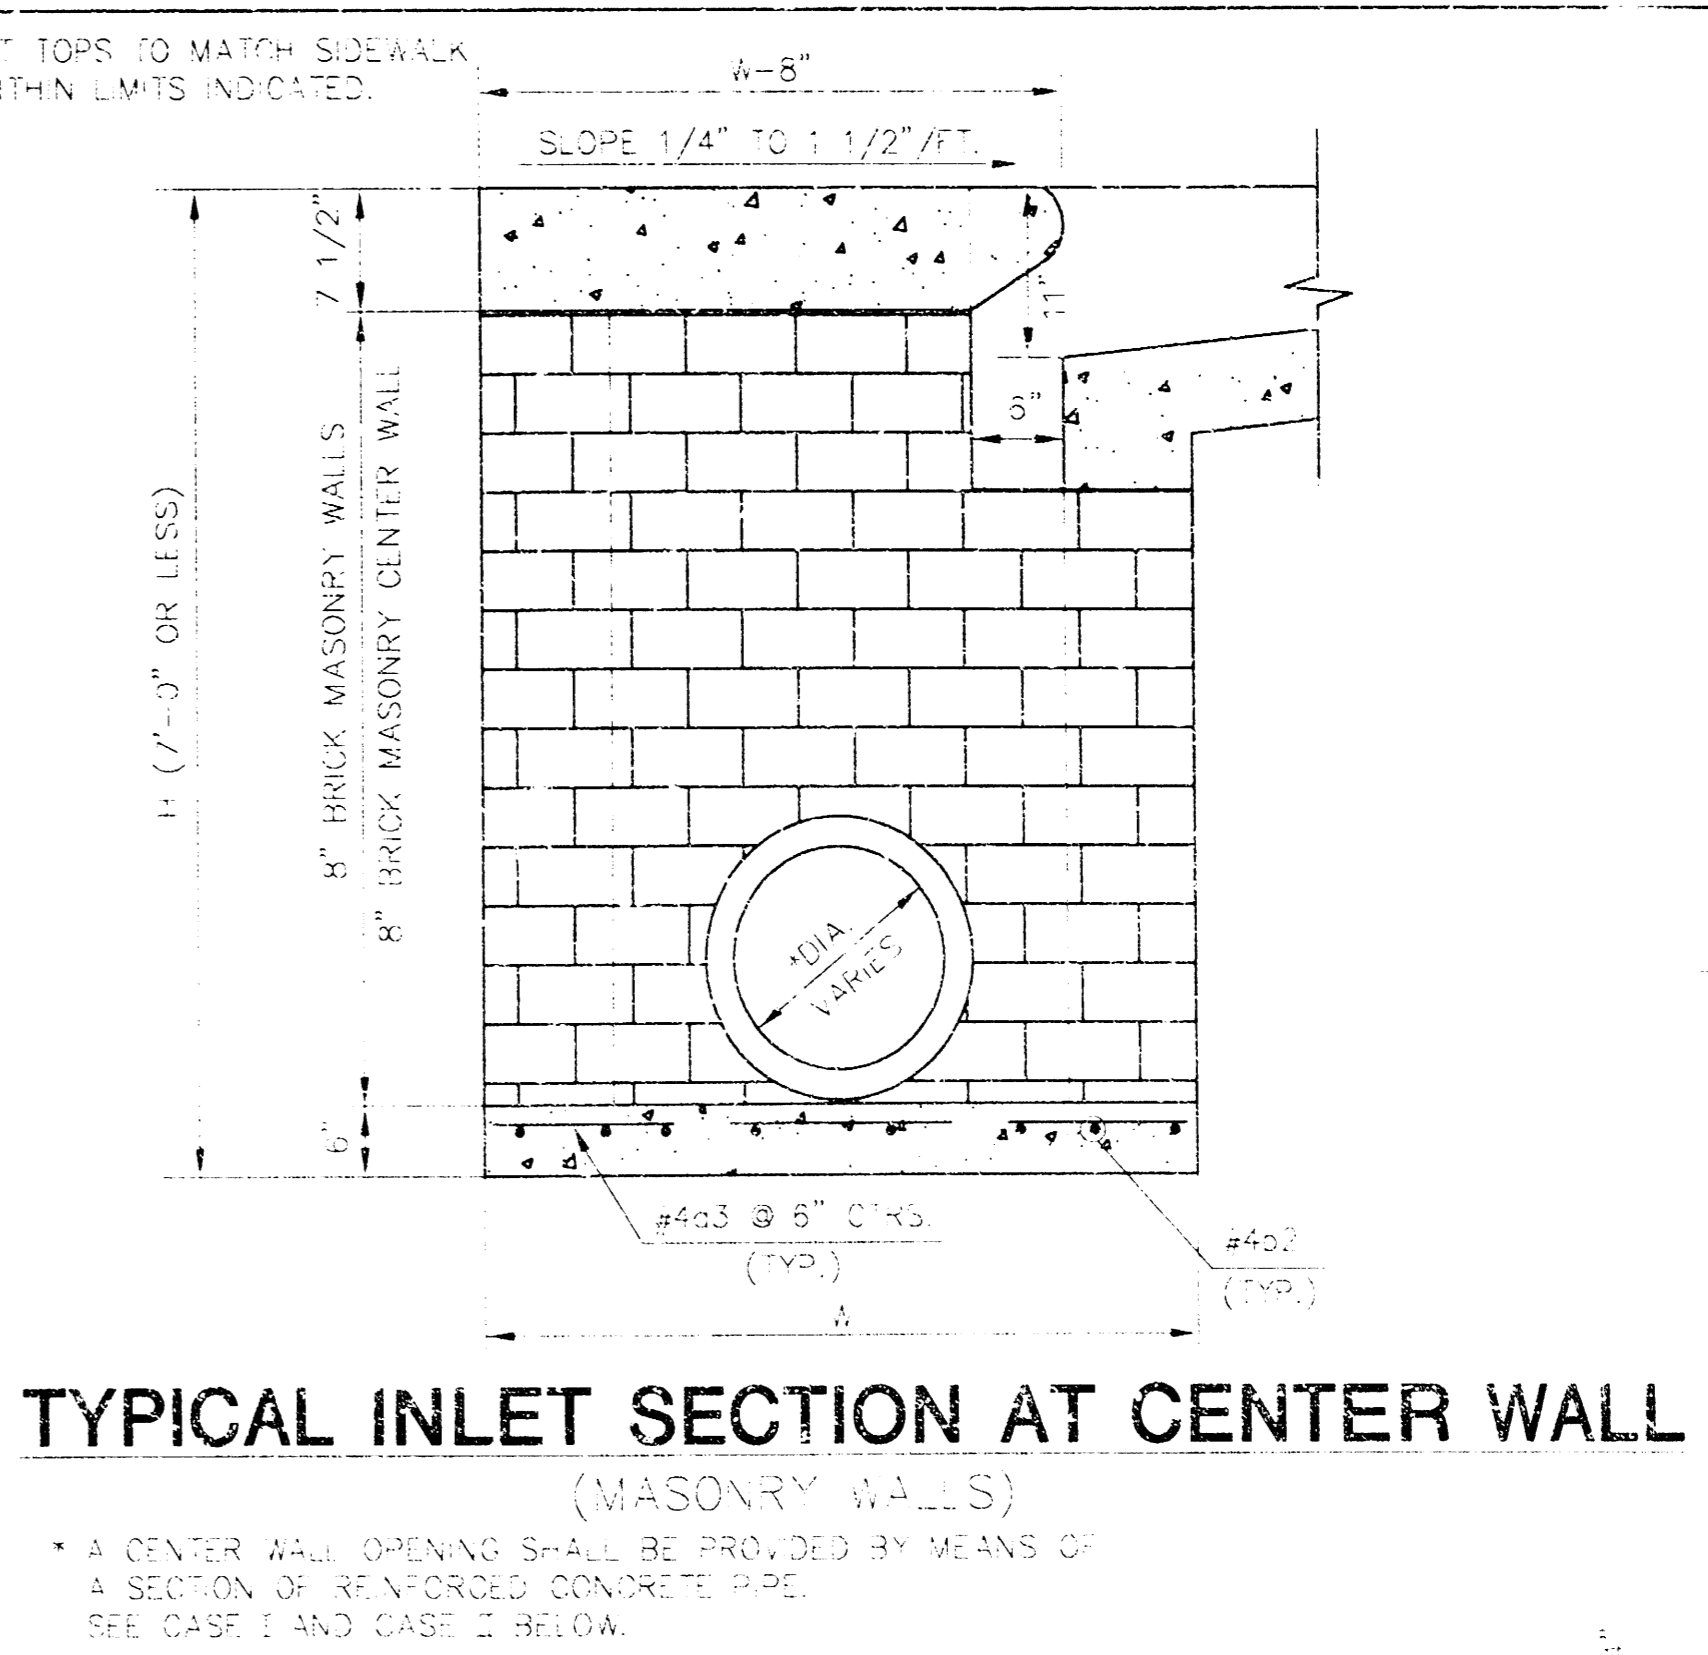 TOPS TO MATCH SIDEWALK
LIMITS INDICATED.
W-8"
SLOPE 1/4" TO 1 1/2"/FT.
7 1/2"
11"
6"
H (7'-0" OR LESS)
8" BRICK MASONRY WALLS
8" BRICK MASONRY CENTER WALL
*DIA.
VARIES
6"
#4a3 @ 6" CTRS.
(TYP.)
(TYP.)
TYPICAL INLET SECTION AT CENTER WALL
(MASONRY WALLS)
* A CENTER WALL OPENING SHALL BE PROVIDED BY MEANS OF
A SECTION OF REINFORCED CONCRETE PIPE.
SEE CASE I AND CASE II BELOW.